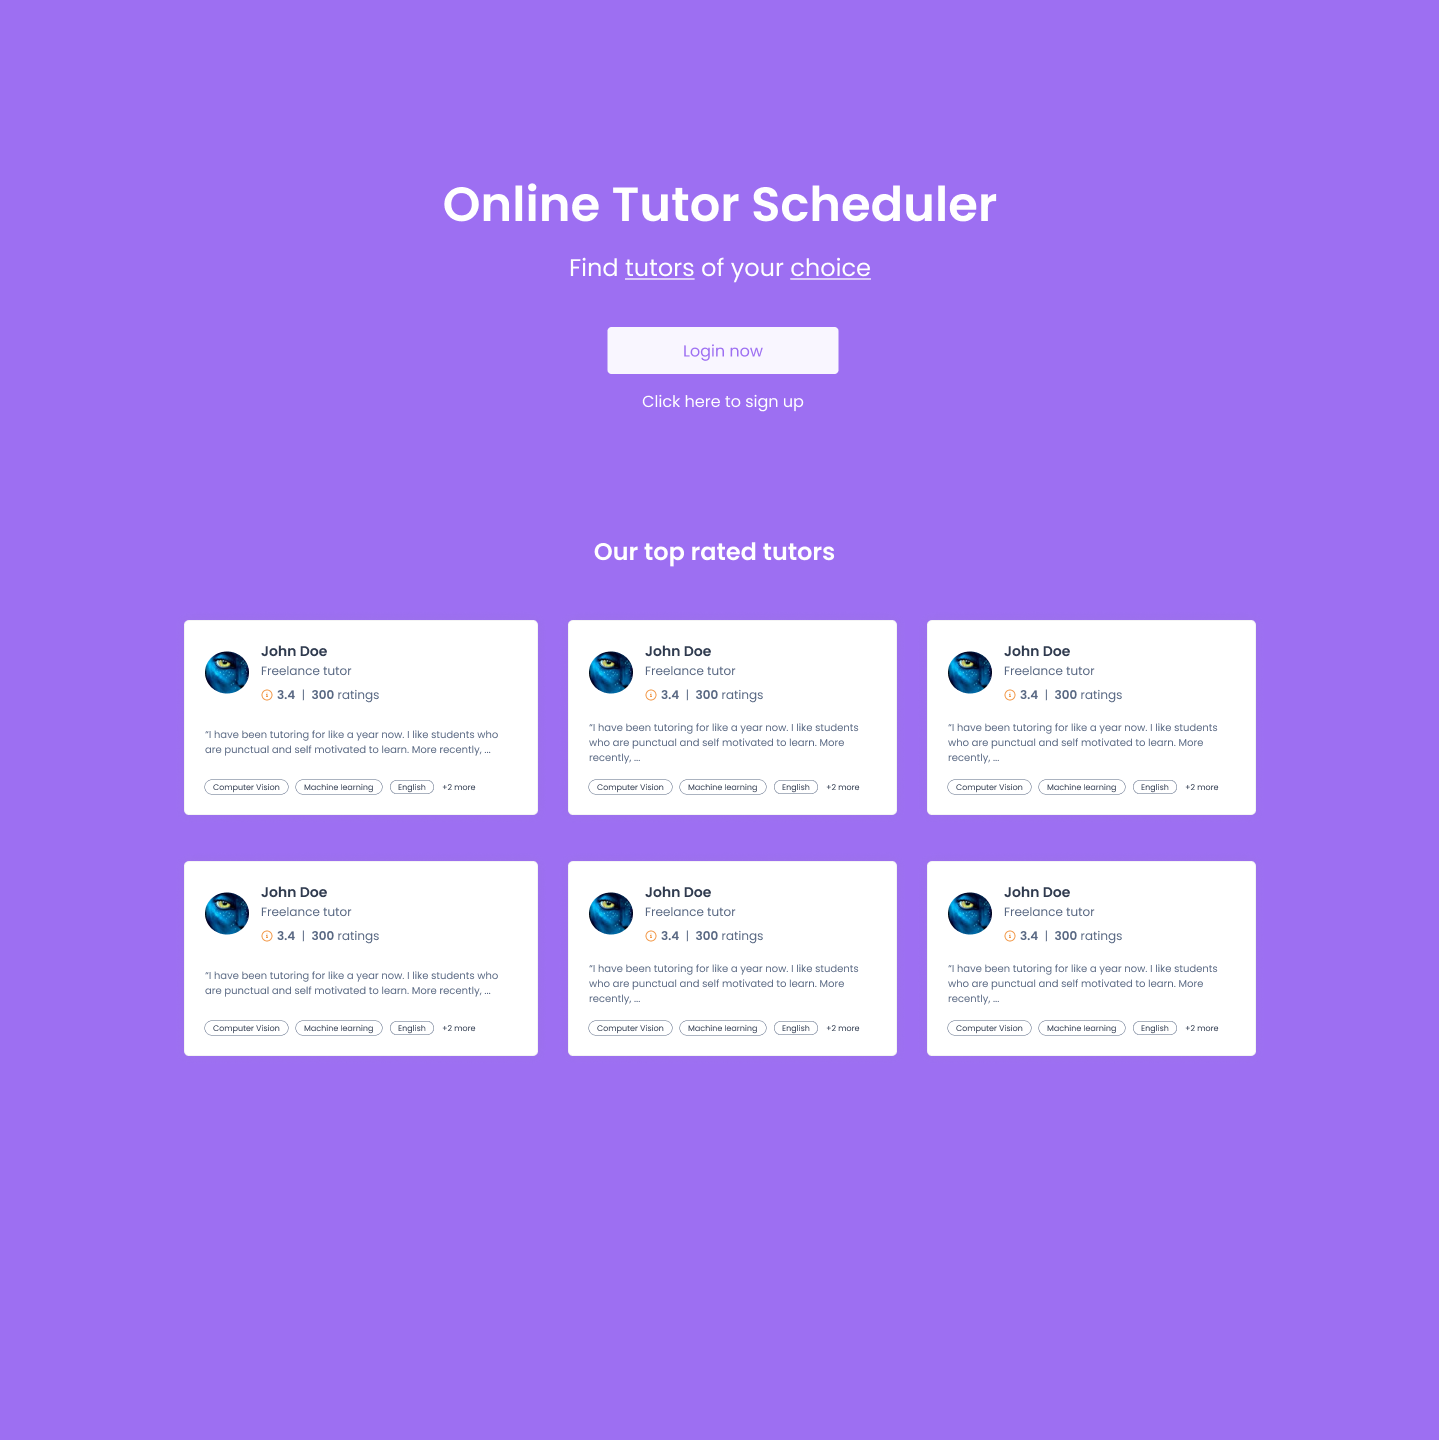 Online Tutor Scheduler
Find tutors of your choice
Login now
Click here to sign up
Our top rated tutors
John Doe
Freelance tutor
3.4 | 300 ratings
“I have been tutoring for like a year now. I like students who
are punctual and self motivated to learn. More recently, ...
Computer Vision Machine learning English +2 more
John Doe
Freelance tutor
3.4 | 300 ratings
“I have been tutoring for like a year now. I like students
who are punctual and self motivated to learn. More
recently, ...
Computer Vision Machine learning English +2 more
John Doe
Freelance tutor
3.4 | 300 ratings
“I have been tutoring for like a year now. I like students
who are punctual and self motivated to learn. More
recently, ...
Computer Vision Machine learning English +2 more
John Doe
Freelance tutor
3.4 | 300 ratings
“I have been tutoring for like a year now. I like students who
are punctual and self motivated to learn. More recently, ...
Computer Vision Machine learning English +2 more
John Doe
Freelance tutor
3.4 | 300 ratings
“I have been tutoring for like a year now. I like students
who are punctual and self motivated to learn. More
recently, ...
Computer Vision Machine learning English +2 more
John Doe
Freelance tutor
3.4 | 300 ratings
“I have been tutoring for like a year now. I like students
who are punctual and self motivated to learn. More
recently, ...
Computer Vision Machine learning English +2 more